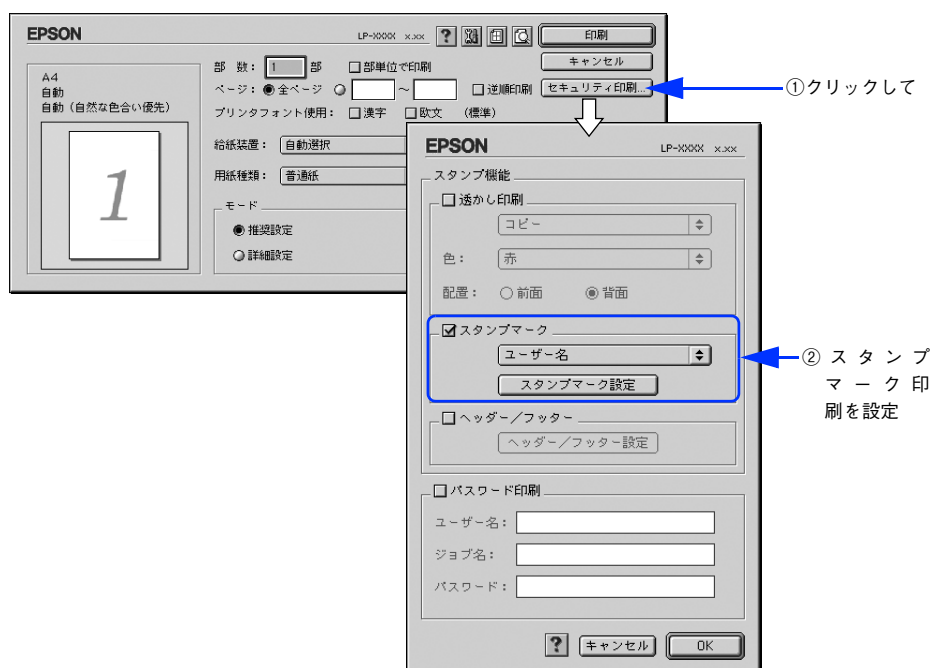 EPSON LP-XXXX x.xx ? 印刷
キャンセル
セキュリティ印刷...
A4
自動
自動（自然な色合い優先）
1
部 数： 1 部 部単位で印刷
ページ： 全ページ ～ 逆順印刷
プリンタフォント使用： 漢字 欧文 （標準）
給紙装置： 自動選択
用紙種類： 普通紙
モード
推奨設定
詳細設定
①クリックして
EPSON LP-XXXX x.xx
スタンプ機能
透かし印刷
コピー
色： 赤
配置： 前面 背面
スタンプマーク
ユーザー名
スタンプマーク設定
②スタンプ
マーク印
刷を設定
ヘッダー／フッター
ヘッダー／フッター設定
パスワード印刷
ユーザー名：
ジョブ名：
パスワード：
? キャンセル OK